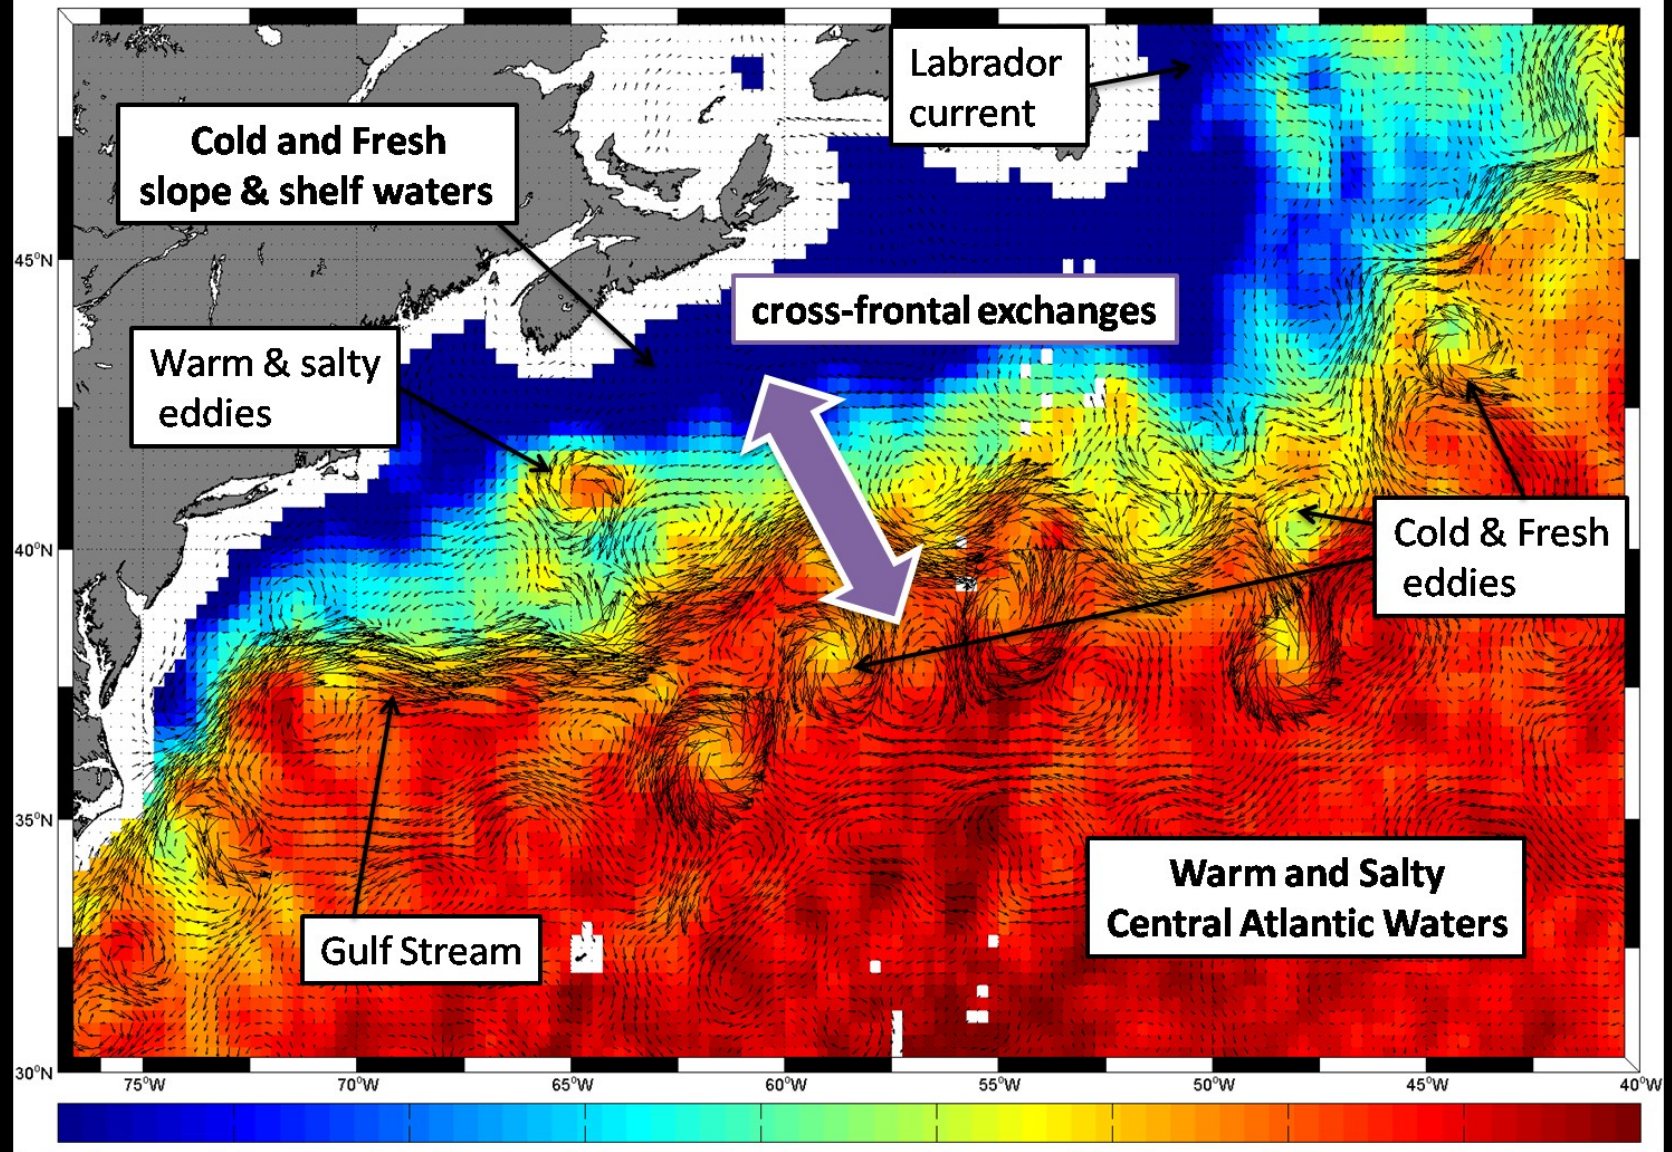 Labrador
current
Cold and Fresh
slope & shelf waters
45°N
cross-frontal exchanges
Warm & salty
eddies
Cold & Fresh
eddies
40°N
35°N
Warm and Salty
Central Atlantic Waters
Gulf Stream
30°N
75°W 70°W 65°W 60°W 55°W 50°W 45°W 40°W